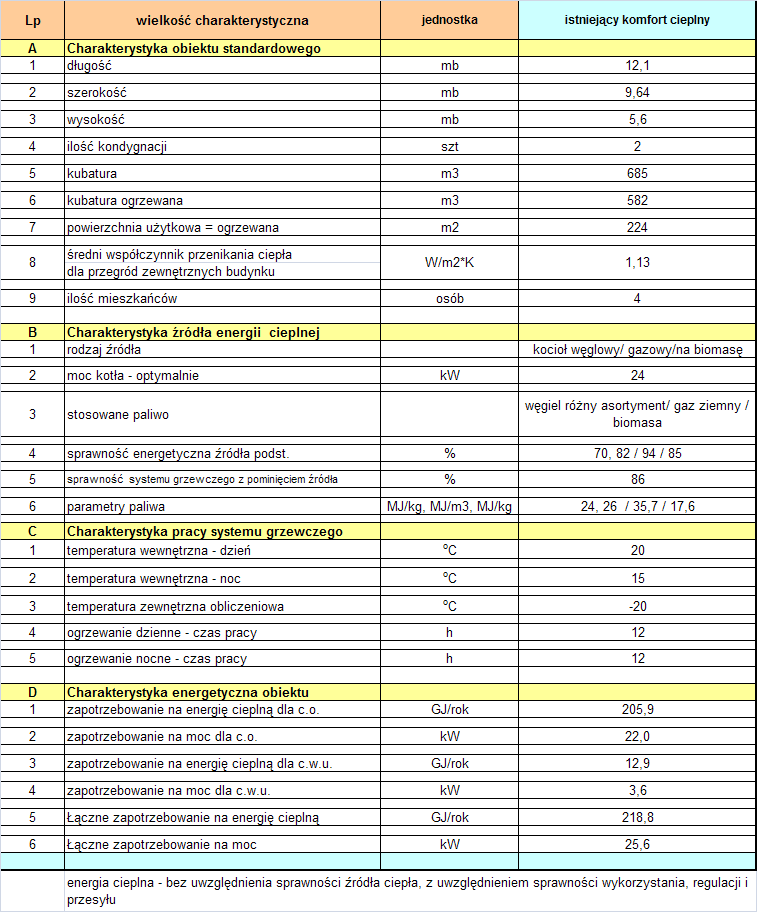 Lp wielkość charakterystyczna jednostka istniejący komfort cieplny
A Charakterystyka obiektu standardowego
1 długość mb 12,1
2 szerokość mb 9,64
3 wysokość mb 5,6
4 ilość kondygnacji szt 2
5 kubatura m3 685
6 kubatura ogrzewana m3 582
7 powierzchnia użytkowa = ogrzewana m2 224
8 średni współczynnik przenikania ciepła
dla przegród zewnętrznych budynku W/m2*K 1,13
9 ilość mieszkańców osób 4
B Charakterystyka źródła energii cieplnej
1 rodzaj źródła kocioł węglowy/ gazowy/na biomasę
2 moc kotła - optymalnie kW 24
3 stosowane paliwo węgiel różny asortyment/ gaz ziemny /
biomasa
4 sprawność energetyczna źródła podst. % 70, 82 / 94 / 85
5 sprawność systemu grzewczego z pominięciem źródła % 86
6 parametry paliwa MJ/kg, MJ/m3, MJ/kg 24, 26 / 35,7 / 17,6
C Charakterystyka pracy systemu grzewczego
1 temperatura wewnętrzna - dzień °C 20
2 temperatura wewnętrzna - noc °C 15
3 temperatura zewnętrzna obliczeniowa °C -20
4 ogrzewanie dzienne - czas pracy h 12
5 ogrzewanie nocne - czas pracy h 12
D Charakterystyka energetyczna obiektu
1 zapotrzebowanie na energię cieplną dla c.o. GJ/rok 205,9
2 zapotrzebowanie na moc dla c.o. kW 22,0
3 zapotrzebowanie na energię cieplną dla c.w.u. GJ/rok 12,9
4 zapotrzebowanie na moc dla c.w.u. kW 3,6
5 Łączne zapotrzebowanie na energię cieplną GJ/rok 218,8
6 Łączne zapotrzebowanie na moc kW 25,6
energia cieplna - bez uwzględnienia sprawności źródła ciepła, z uwzględnieniem sprawności wykorzystania, regulacji i
przesyłu